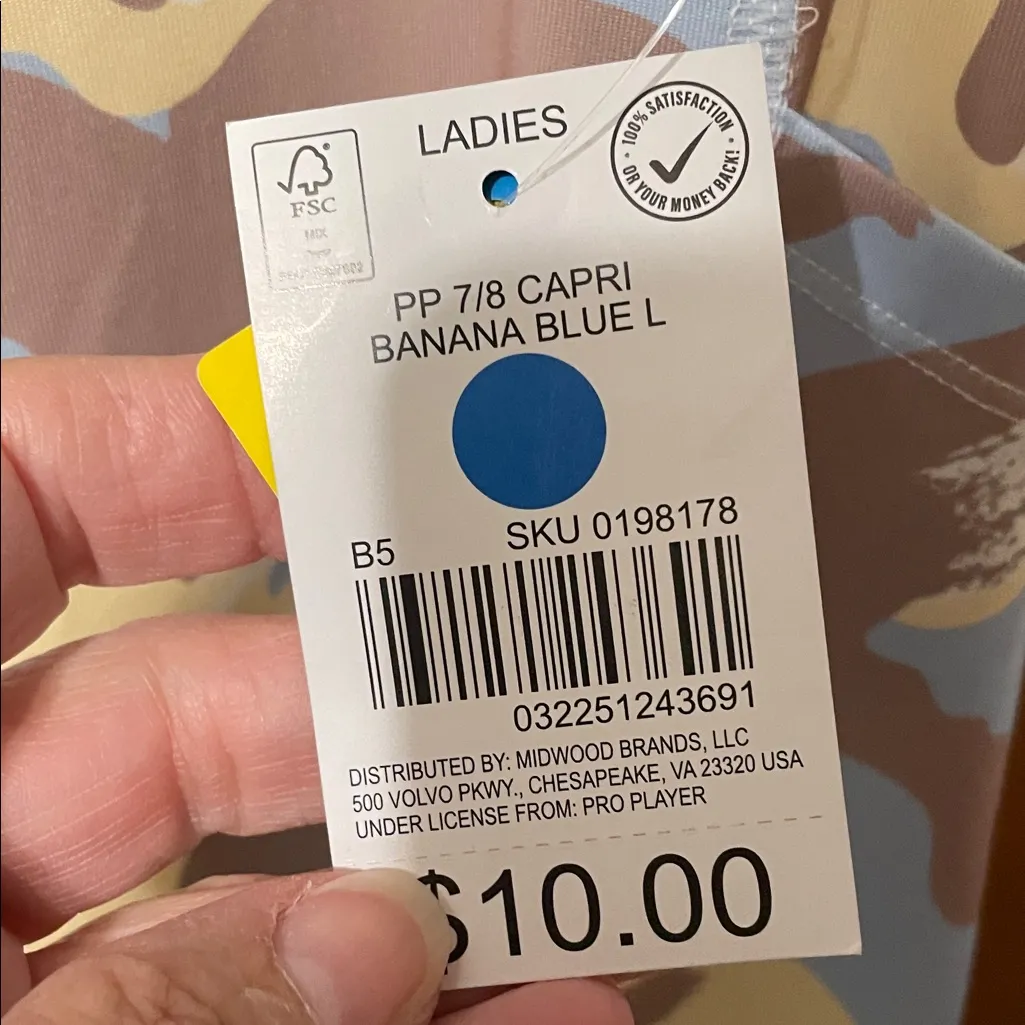 LADIES
FSC
MIX
100% SATISFACTION
OR YOUR MONEY BACK!
PP 7/8 CAPRI
BANANA BLUE L
B5 SKU 0198178
032251243691
DISTRIBUTED BY: MIDWOOD BRANDS, LLC
500 VOLVO PKWY., CHESAPEAKE, VA 23320 USA
UNDER LICENSE FROM: PRO PLAYER
$10.00